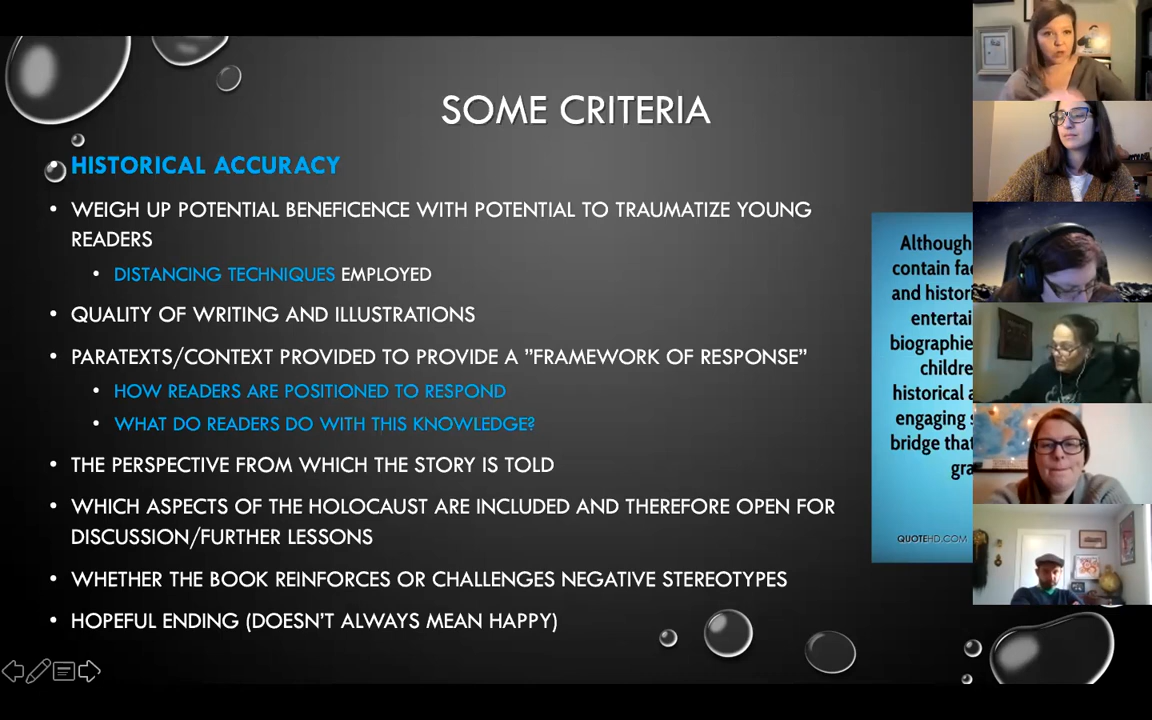 SOME CRITERIA
• HISTORICAL ACCURACY
• WEIGH UP POTENTIAL BENEFICENCE WITH POTENTIAL TO TRAUMATIZE YOUNG
READERS
• DISTANCING TECHNIQUES EMPLOYED
• QUALITY OF WRITING AND ILLUSTRATIONS
• PARATEXTS/CONTEXT PROVIDED TO PROVIDE A ”FRAMEWORK OF RESPONSE”
• HOW READERS ARE POSITIONED TO RESPOND
• WHAT DO READERS DO WITH THIS KNOWLEDGE?
• THE PERSPECTIVE FROM WHICH THE STORY IS TOLD
• WHICH ASPECTS OF THE HOLOCAUST ARE INCLUDED AND THEREFORE OPEN FOR
DISCUSSION/FURTHER LESSONS
• WHETHER THE BOOK REINFORCES OR CHALLENGES NEGATIVE STEREOTYPES
• HOPEFUL ENDING (DOESN’T ALWAYS MEAN HAPPY)
Although
contain
and
engaging
bridge that
QUOTEHD.COM